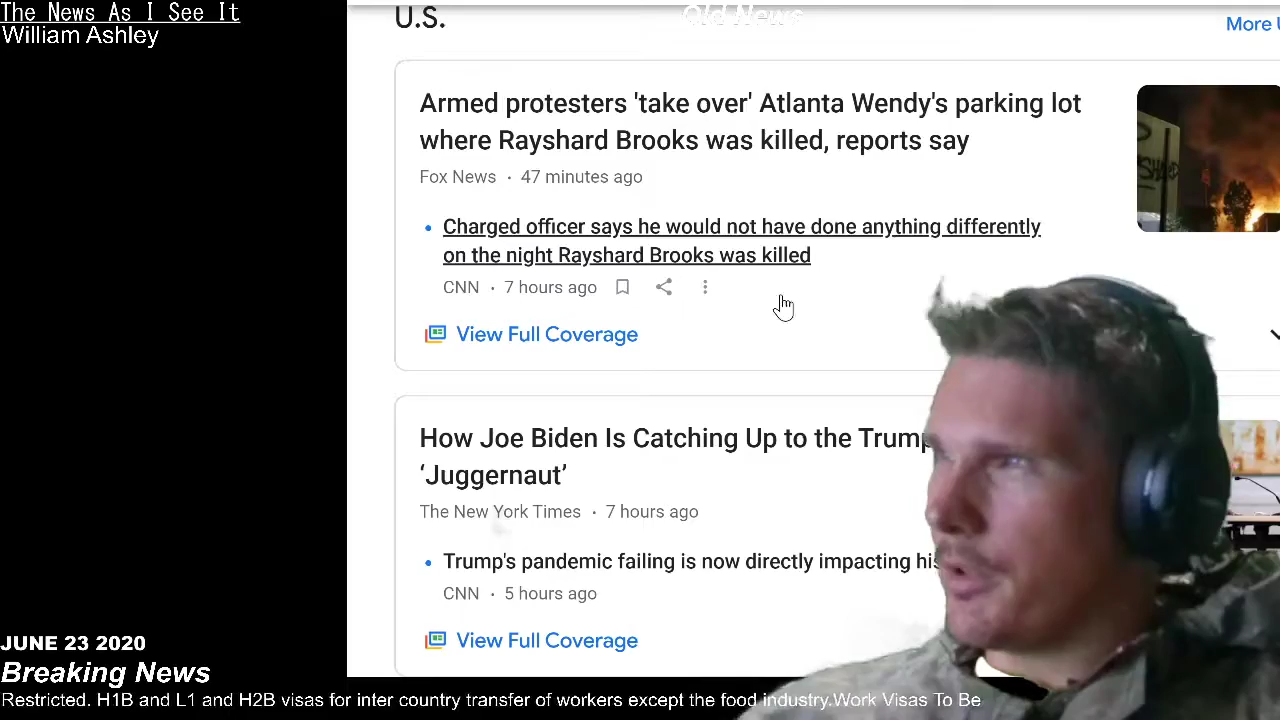 The News As I See It
William Ashley
U.S.
Old News
More
Armed protesters 'take over' Atlanta Wendy's parking lot
where Rayshard Brooks was killed, reports say
Fox News · 47 minutes ago
• Charged officer says he would not have done anything differently
on the night Rayshard Brooks was killed
CNN · 7 hours ago
View Full Coverage
How Joe Biden Is Catching Up to the Trump
‘Juggernaut’
The New York Times · 7 hours ago
• Trump's pandemic failing is now directly impacting
CNN · 5 hours ago
View Full Coverage
JUNE 23 2020
Breaking News
Restricted. H1B and L1 and H2B visas for inter country transfer of workers except the food industry.Work Visas To Be